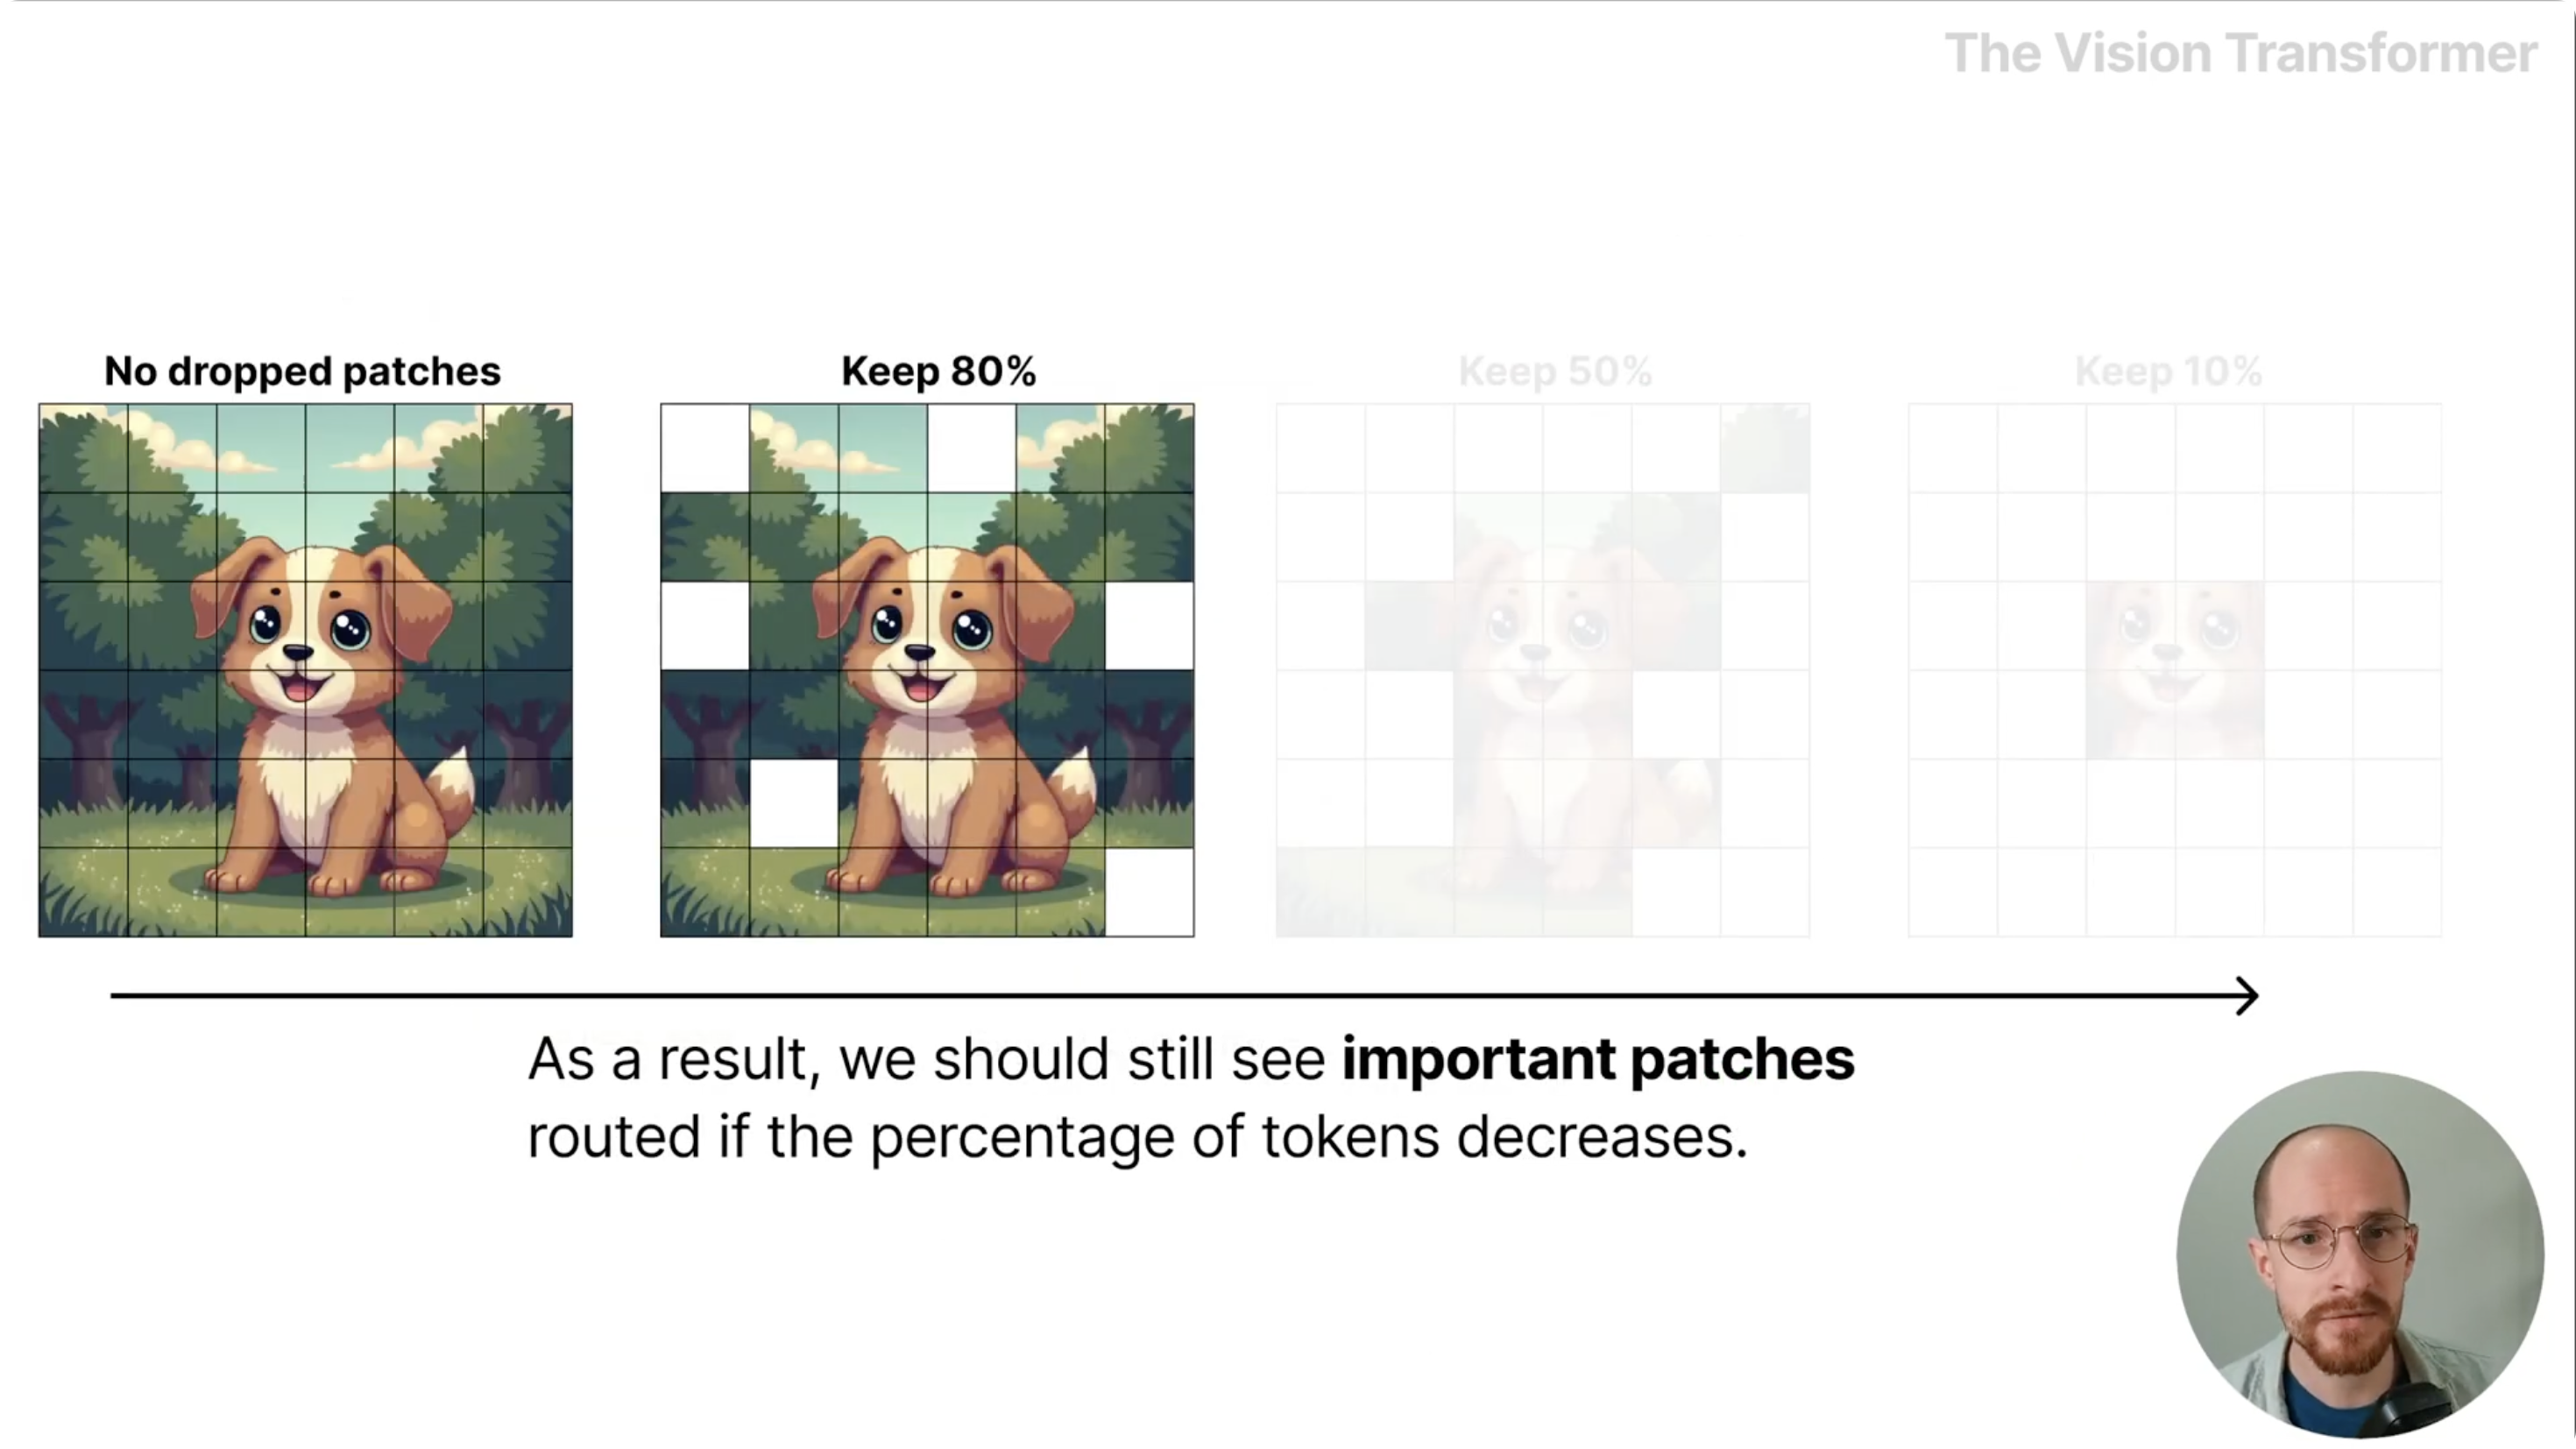 The Vision Transformer
No dropped patches
Keep 80%
Keep 50%
Keep 10%
As a result, we should still see important patches
routed if the percentage of tokens decreases.